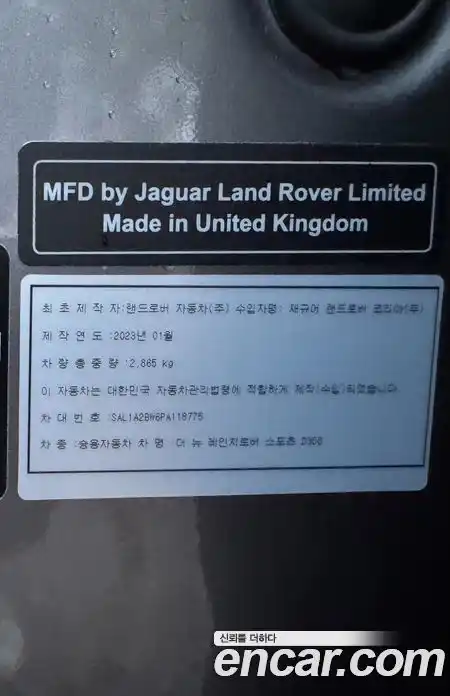 MFD by Jaguar Land Rover Limited
Made in United Kingdom
최 초 제 작 자:랜드로버 자동차(주) 수입자명: 재규어 랜드로버 코리아(주)
제 작 연 도 :2023년 01월
차 량 총 중 량 :2,865 kg
이 자동차는 대한민국 자동차관리법령에 적합하게 제작(수입)되었습니다
차 대 번 호 :SAL1A2BW6PA118775
차 종 :승용자동차 차 명 :더 뉴 레인지로버 스포츠 D300
신뢰를 더하다
encar.com